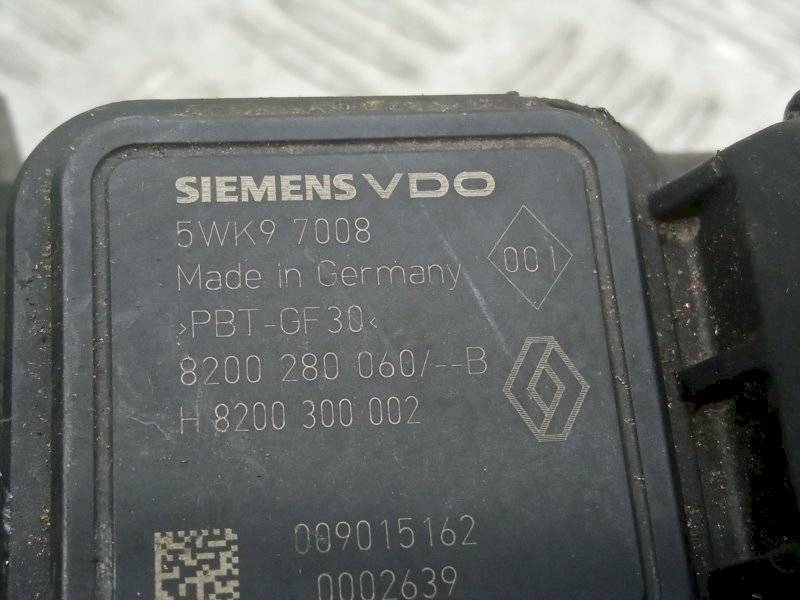 SIEMENS VDO
5WK9 7008
001
Made in Germany
>PBT-GF30<
8200 280 060/--B
H 8200 300 002
009015162
0002639